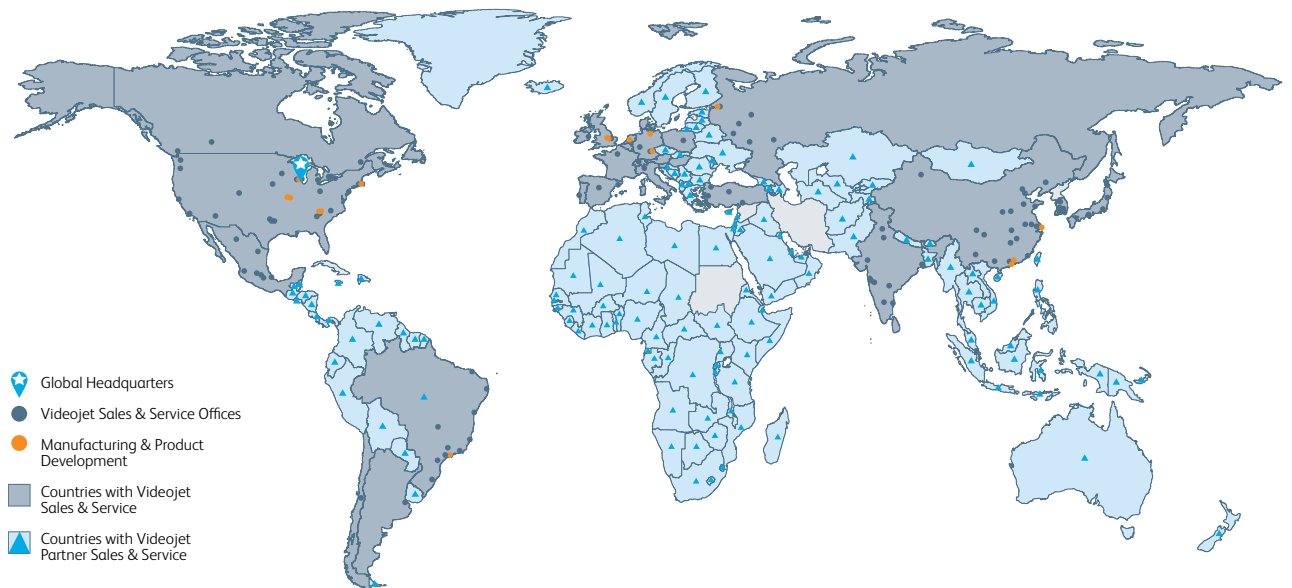 Global Headquarters
Videojet Sales & Service Offices
Manufacturing & Product
Development
Countries with Videojet
Sales & Service
Countries with Videojet
Partner Sales & Service